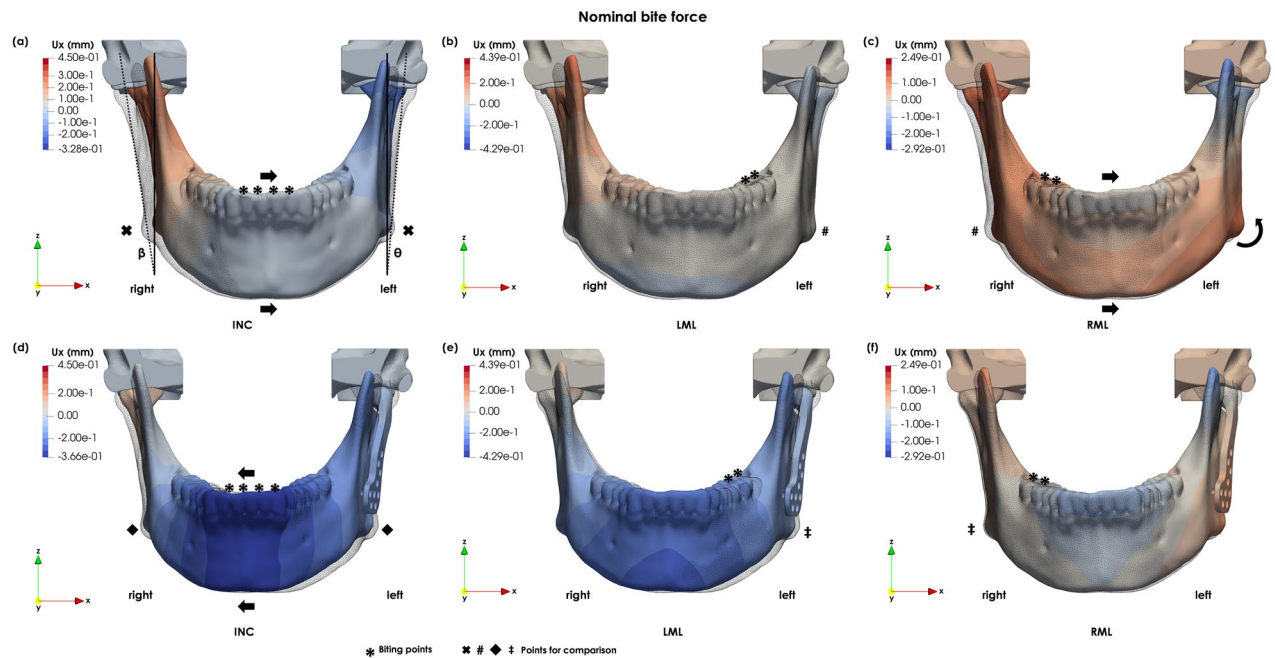 Nominal bite force
(a)
Ux (mm)
4.50e-01
3.00e-1
2.00e-1
1.00e-1
0.00
-1.00e-1
-2.00e-1
-3.28e-01
✖
β
✖
θ
* * * *
right
left
z
y
x
INC
(b)
Ux (mm)
4.39e-01
2.00e-1
0.00
-2.00e-1
-4.29e-01
* *
#
right
left
z
y
x
LML
(c)
Ux (mm)
2.49e-01
1.00e-1
0.00
-1.00e-1
-2.92e-01
* *
#
right
left
z
y
x
RML
(d)
Ux (mm)
4.50e-01
2.00e-1
0.00
-2.00e-1
-3.66e-01
* * * *
◆
◆
right
left
z
y
x
INC
(e)
Ux (mm)
4.39e-01
2.00e-1
0.00
-2.00e-1
-4.29e-01
* *
‡
right
left
z
y
x
LML
(f)
Ux (mm)
2.49e-01
1.00e-1
0.00
-1.00e-1
-2.00e-1
-2.92e-01
* *
‡
right
left
z
y
x
RML
* Biting points
✖ # ◆ ‡ Points for comparison